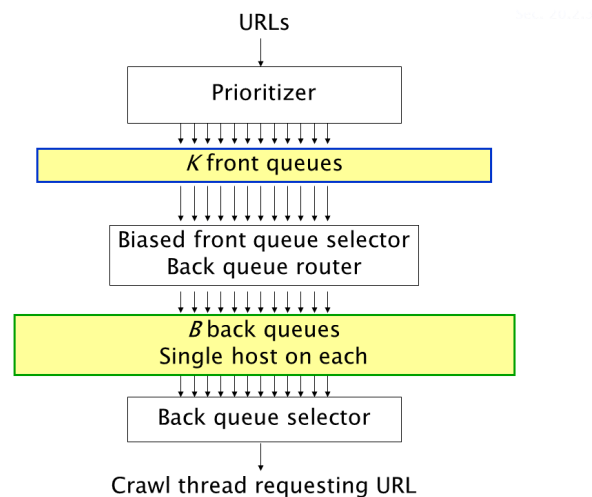 URLs
Prioritizer
K front queues
Biased front queue selector
Back queue router
B back queues
Single host on each
Back queue selector
Crawl thread requesting URL